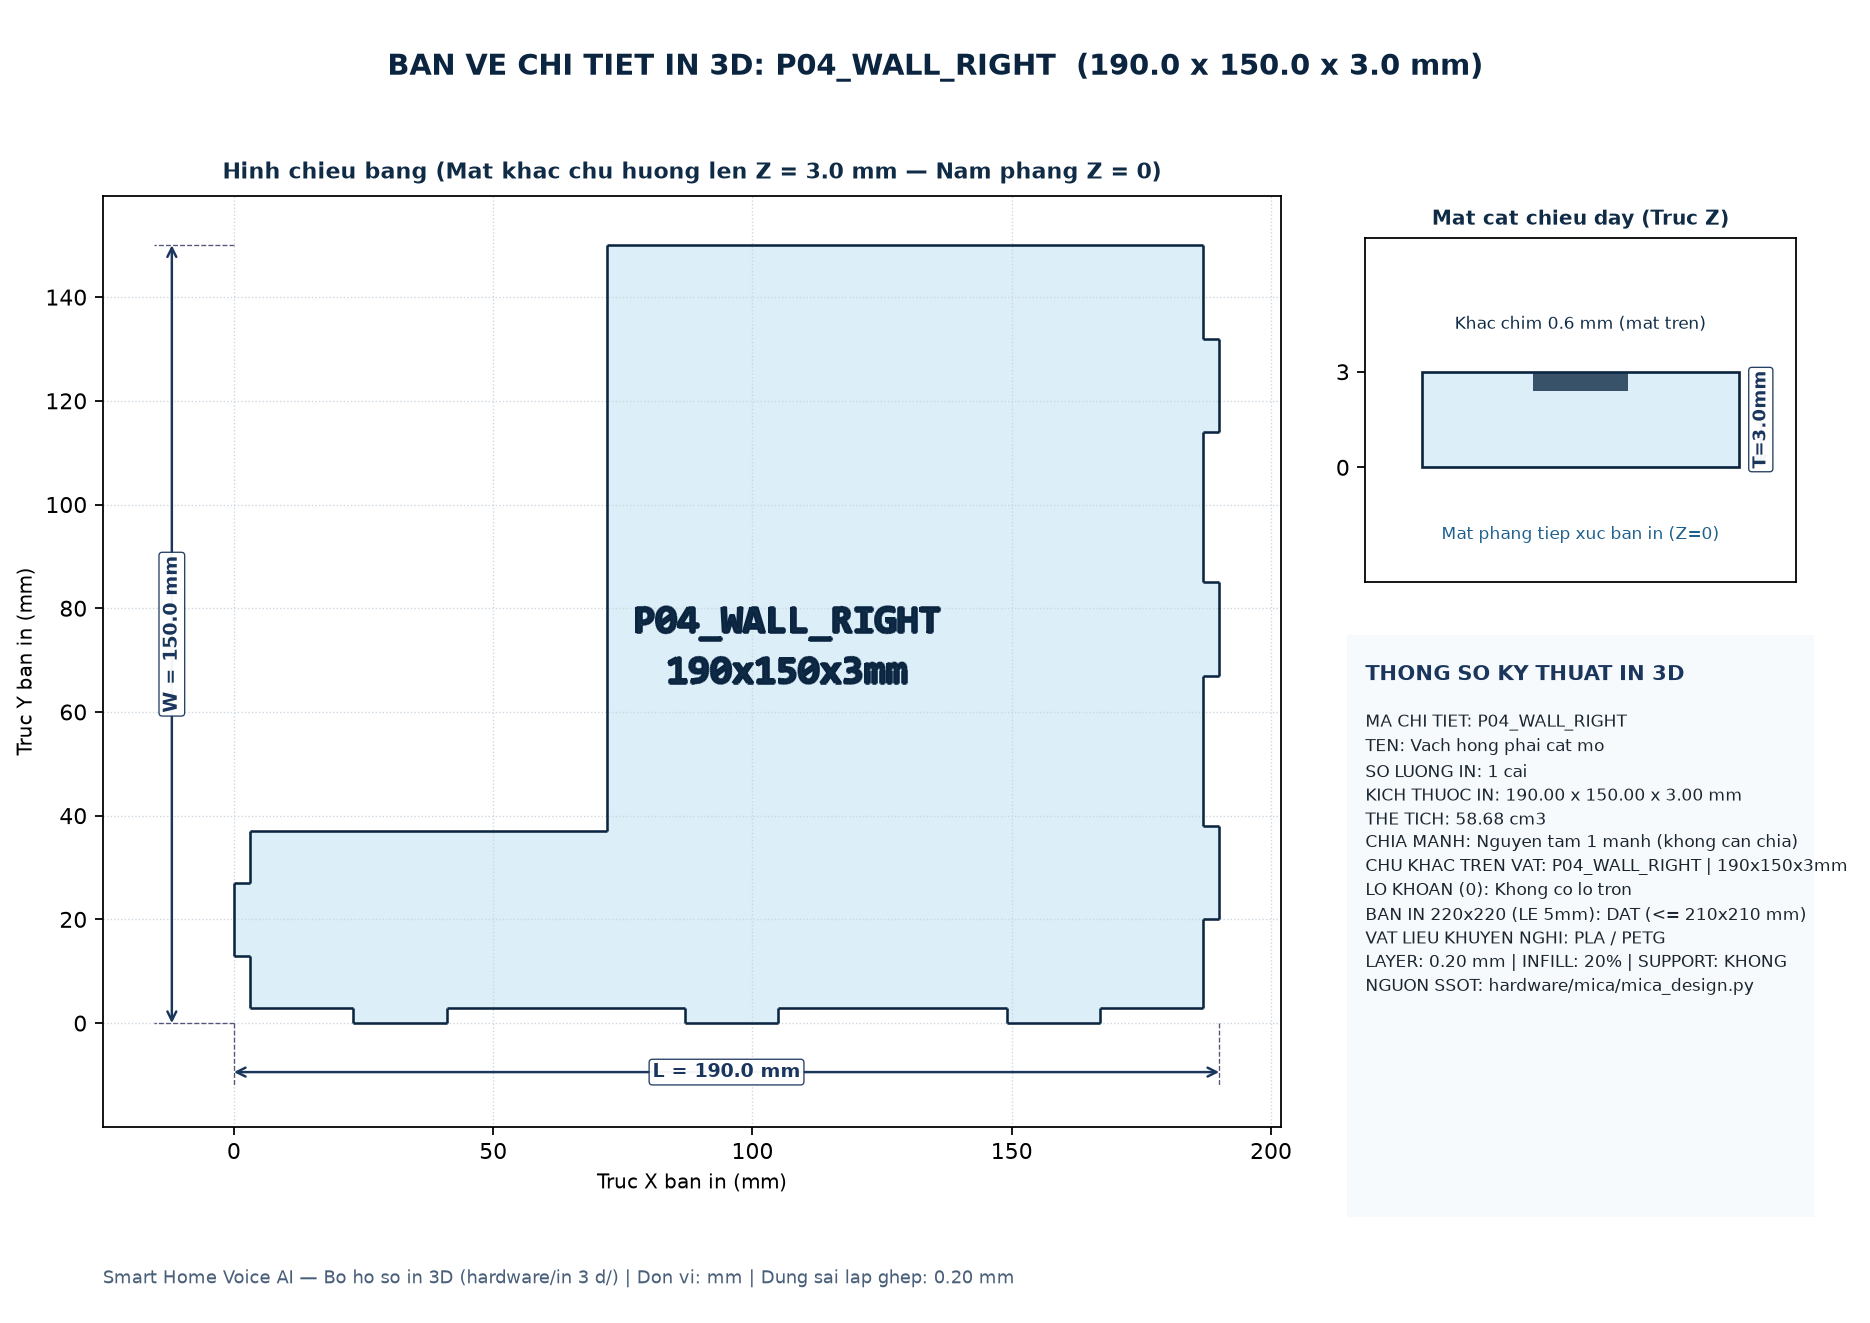 BAN VE CHI TIET IN 3D: P04_WALL_RIGHT (190.0 x 150.0 x 3.0 mm)
Hinh chieu bang (Mat khac chu huong len Z = 3.0 mm — Nam phang Z = 0)
140
120
100
80
60
40
20
0
Truc Y ban in (mm)
W = 150.0 mm
P04_WALL_RIGHT
190x150x3mm
L = 190.0 mm
0
50
100
150
200
Truc X ban in (mm)
Mat cat chieu day (Truc Z)
Khac chim 0.6 mm (mat tren)
3
0
T=3.0mm
Mat phang tiep xuc ban in (Z=0)
THONG SO KY THUAT IN 3D
MA CHI TIET: P04_WALL_RIGHT
TEN: Vach hong phai cat mo
SO LUONG IN: 1 cai
KICH THUOC IN: 190.00 x 150.00 x 3.00 mm
THE TICH: 58.68 cm3
CHIA MANH: Nguyen tam 1 manh (khong can chia)
CHU KHAC TREN VAT: P04_WALL_RIGHT | 190x150x3mm
LO KHOAN (0): Khong co lo tron
BAN IN 220x220 (LE 5mm): DAT (<= 210x210 mm)
VAT LIEU KHUYEN NGHI: PLA / PETG
LAYER: 0.20 mm | INFILL: 20% | SUPPORT: KHONG
NGUON SSOT: hardware/mica/mica_design.py
Smart Home Voice AI — Bo ho so in 3D (hardware/in 3 d/) | Don vi: mm | Dung sai lap ghep: 0.20 mm